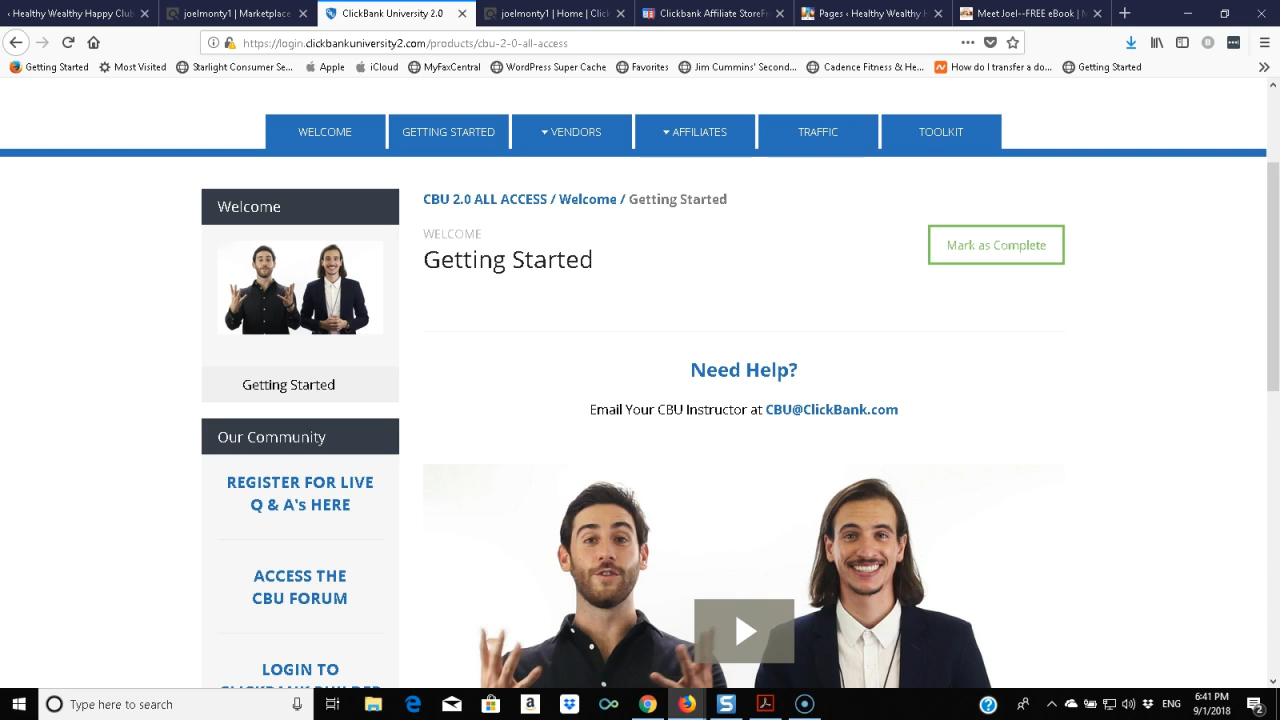 ‹ Healthy Wealthy Happy Club
joelmonty1 | Marketplace
ClickBank University 2.0
joelmonty1 | Home | Click
Clickbank Affiliate StoreFr
Pages ‹ Healthy Wealthy H
Meet Joel--FREE eBook | M
https://login.clickbankuniversity2.com/products/cbu-2-0-all-access
Getting Started
Most Visited
Starlight Consumer Se...
Apple
iCloud
MyFaxCentral
WordPress Super Cache
Favorites
Jim Cummins' Second...
Cadence Fitness & He...
How do I transfer a do...
Getting Started
WELCOME
GETTING STARTED
VENDORS
AFFILIATES
TRAFFIC
TOOLKIT
Welcome
Getting Started
Our Community
REGISTER FOR LIVE
Q & A's HERE
ACCESS THE
CBU FORUM
LOGIN TO
CLICKBANK BUILDER
CBU 2.0 ALL ACCESS / Welcome / Getting Started
WELCOME
Getting Started
Mark as Complete
Need Help?
Email Your CBU Instructor at CBU@ClickBank.com
Type here to search
ENG
6:41 PM
9/1/2018
2